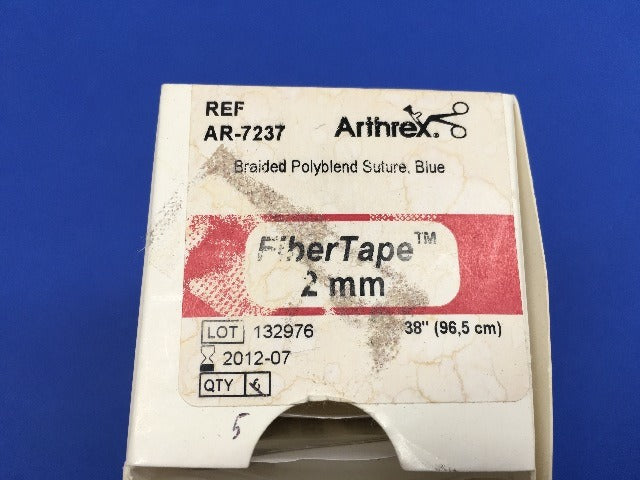 REF
AR-7237
Arthrex®
Braided Polyblend Suture, Blue
FiberTape™
2 mm
LOT 132976
38" (96,5 cm)
2012-07
QTY 6
5